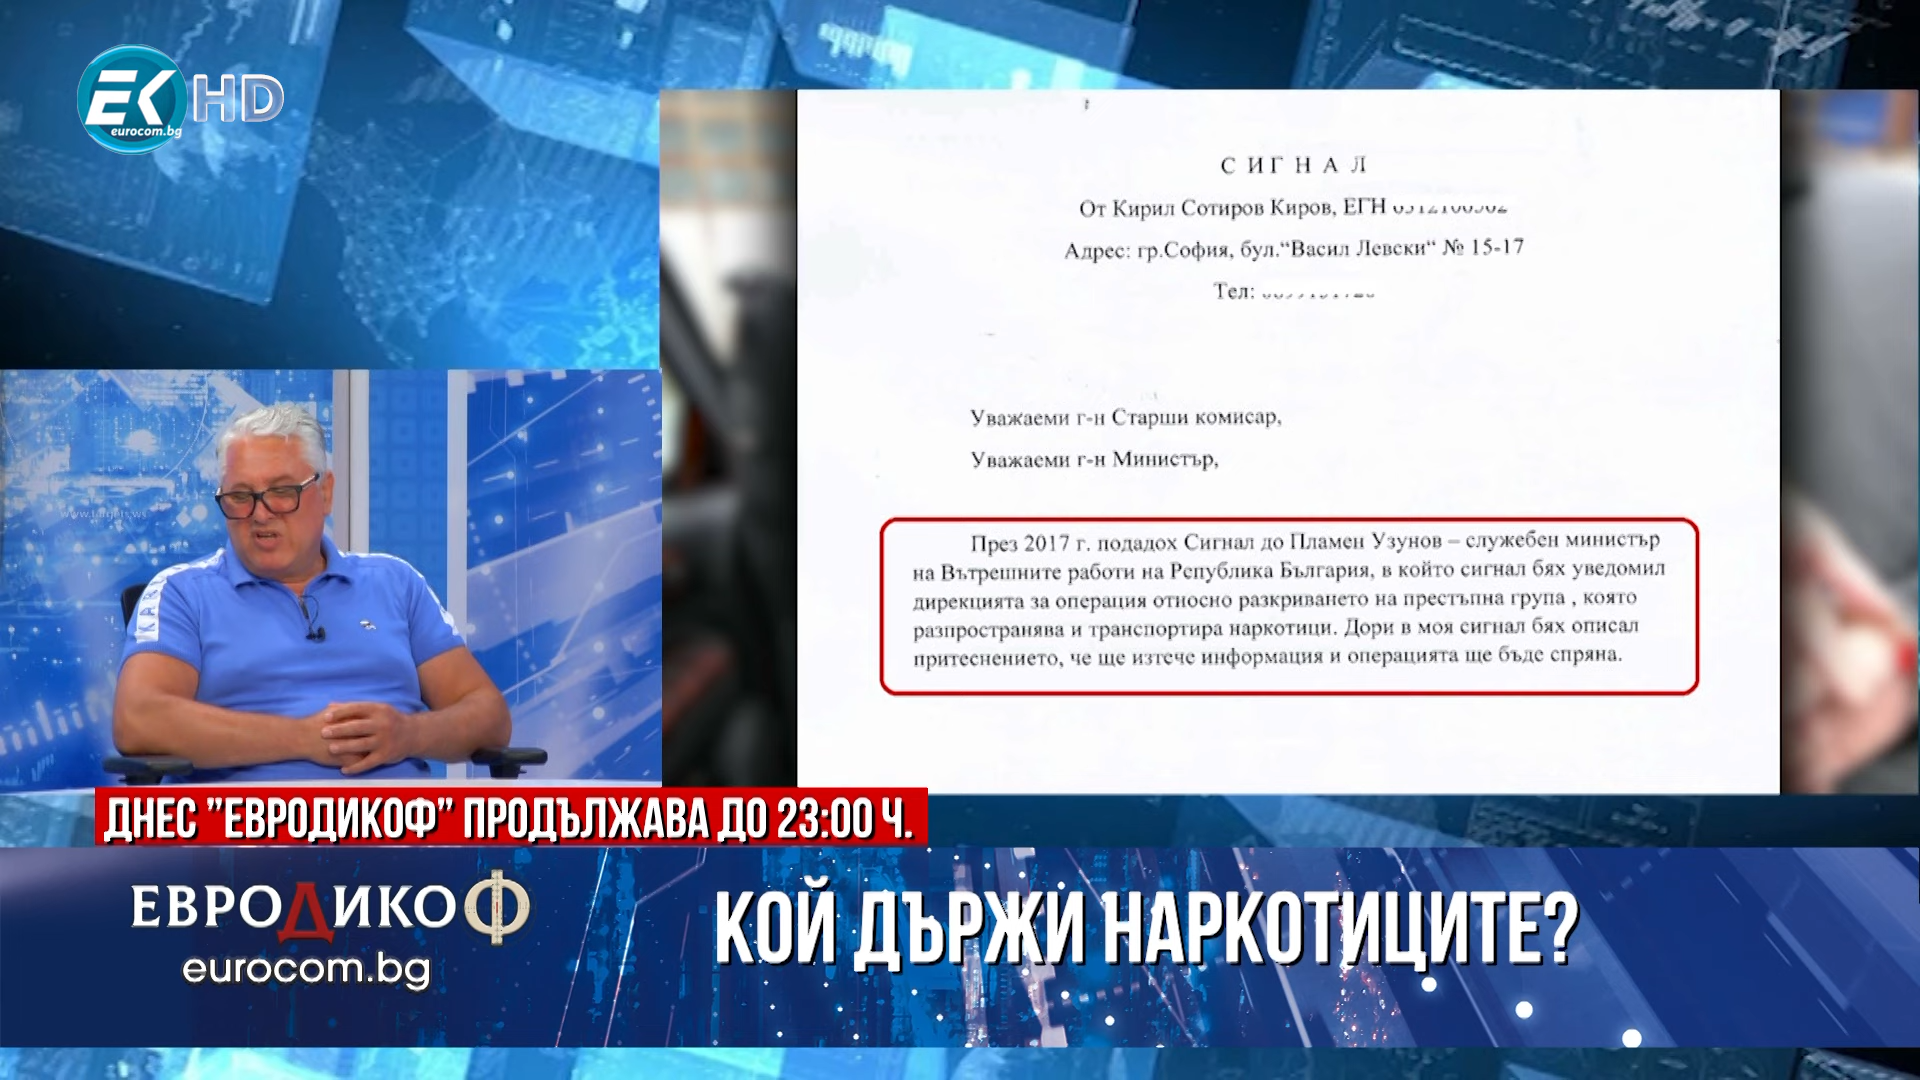 EK HD
eurocom.bg
С И Г Н А Л
От Кирил Сотиров Киров, ЕГН
Адрес: гр.София, бул.“Васил Левски“ № 15-17
Тел:
Уважаеми г-н Старши комисар,
Уважаеми г-н Министър,
През 2017 г. подадох Сигнал до Пламен Узунов – служебен министър
на Вътрешните работи на Република България, в който сигнал бях уведомил
дирекцията за операция относно разкриването на престъпна група , която
разпространява и транспортира наркотици. Дори в моя сигнал бях описал
притеснението, че ще изтече информация и операцията ще бъде спряна.
www.targets.ws
ДНЕС "ЕВРОДИКОФ" ПРОДЪЛЖАВА ДО 23:00 Ч.
ЕВРОДИКОФ
eurocom.bg
КОЙ ДЪРЖИ НАРКОТИЦИТЕ?